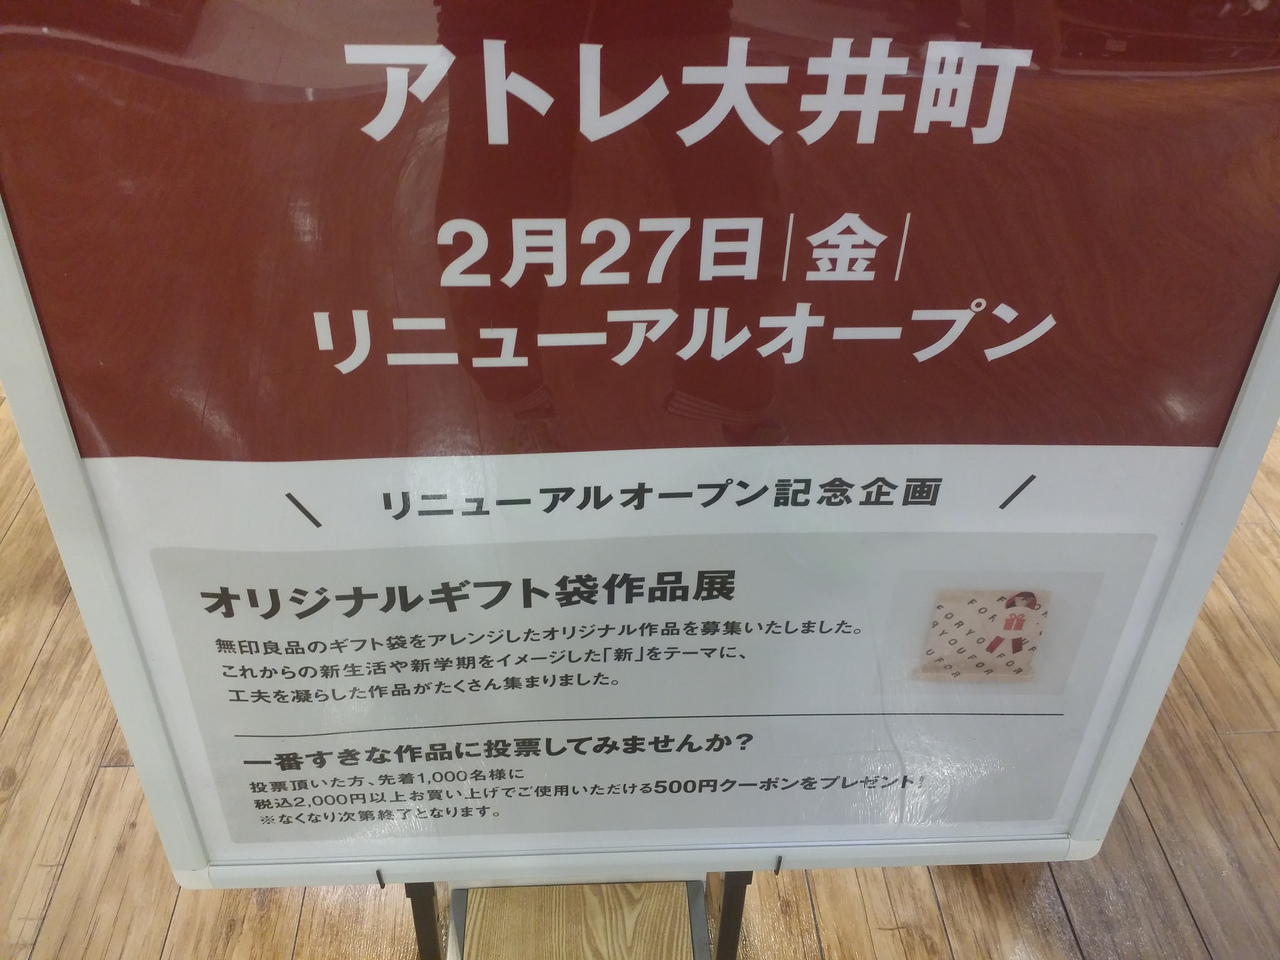 アトレ大井町
2月27日|金|
リニューアルオープン
\ リニューアルオープン記念企画 /
オリジナルギフト袋作品展
無印良品のギフト袋をアレンジしたオリジナル作品を募集いたしました。
これからの新生活や新学期をイメージした「新」をテーマに、
工夫を凝らした作品がたくさん集まりました。
一番すきな作品に投票してみませんか?
投票頂いた方、先着1,000名様に
税込2,000円以上お買い上げでご使用いただける500円クーポンをプレゼント!
※なくなり次第終了となります。